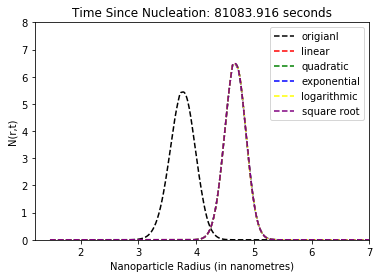 Time Since Nucleation: 81083.916 seconds
8
7
6
5
4
3
2
1
0
N(r,t)
origianl
linear
quadratic
exponential
logarithmic
square root
2 3 4 5 6 7
Nanoparticle Radius (in nanometres)